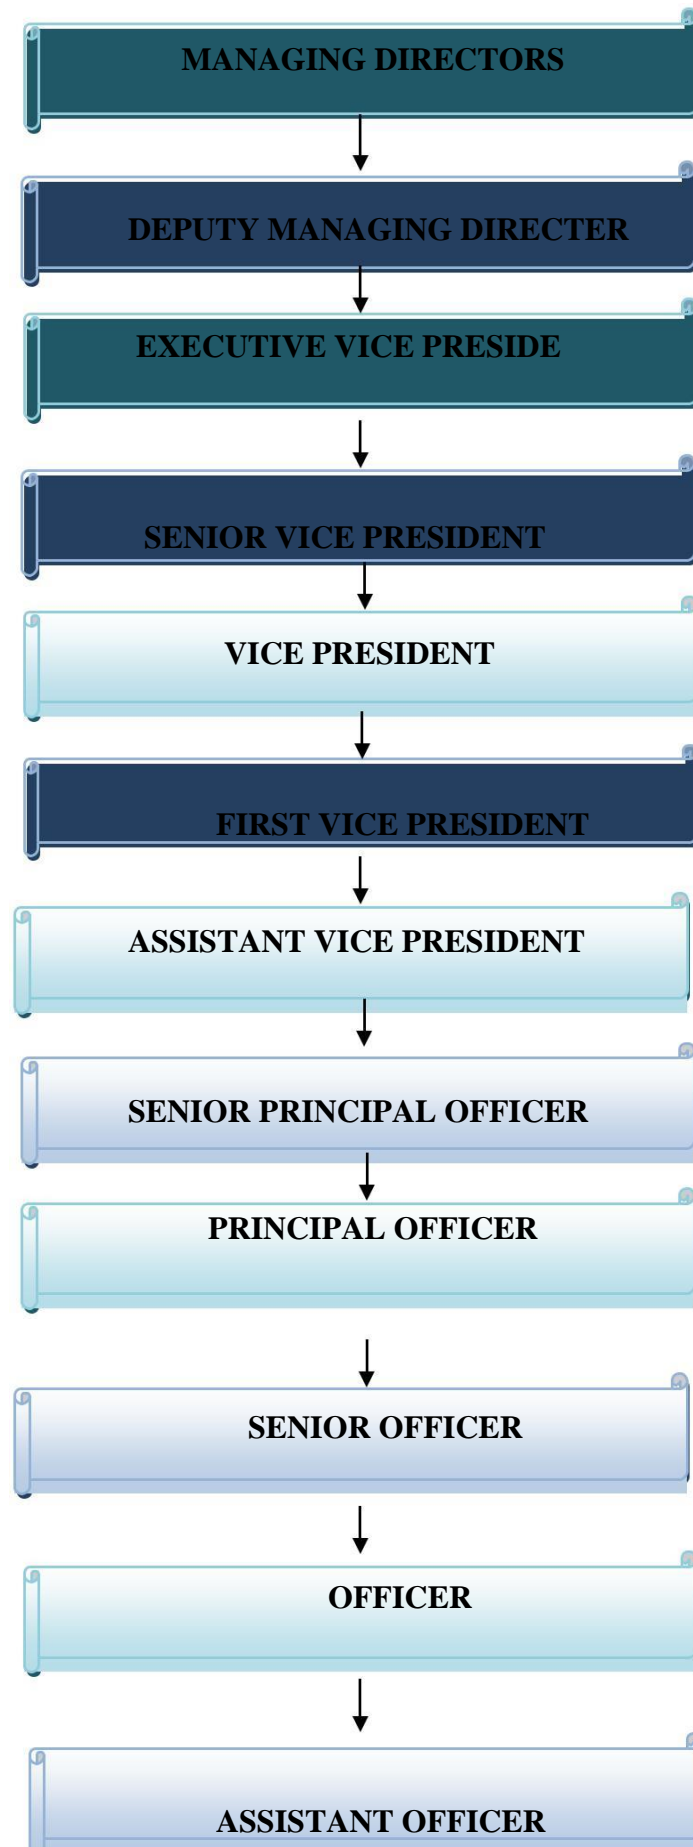 MANAGING DIRECTORS
DEPUTY MANAGING DIRECTER
EXECUTIVE VICE PRESIDE
SENIOR VICE PRESIDENT
VICE PRESIDENT
FIRST VICE PRESIDENT
ASSISTANT VICE PRESIDENT
SENIOR PRINCIPAL OFFICER
PRINCIPAL OFFICER
SENIOR OFFICER
OFFICER
ASSISTANT OFFICER